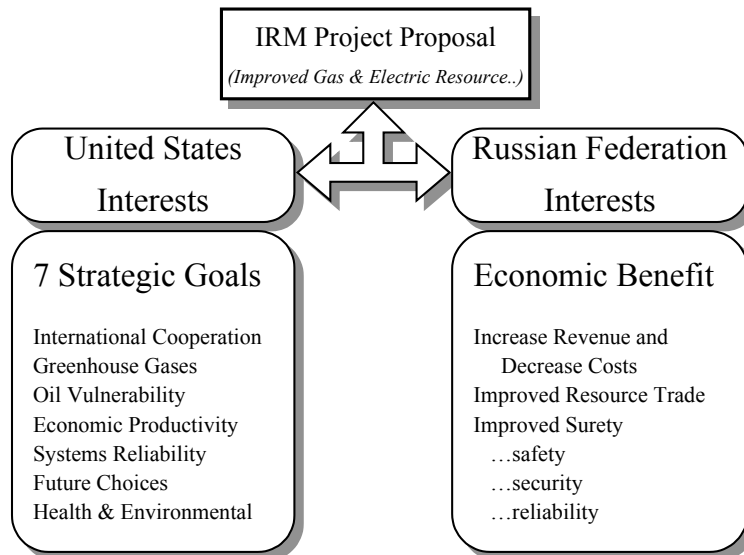 IRM Project Proposal
(Improved Gas & Electric Resource..)
United States
Interests
Russian Federation
Interests
7 Strategic Goals
International Cooperation
Greenhouse Gases
Oil Vulnerability
Economic Productivity
Systems Reliability
Future Choices
Health & Environmental
Economic Benefit
Increase Revenue and
Decrease Costs
Improved Resource Trade
Improved Surety
…safety
…security
…reliability